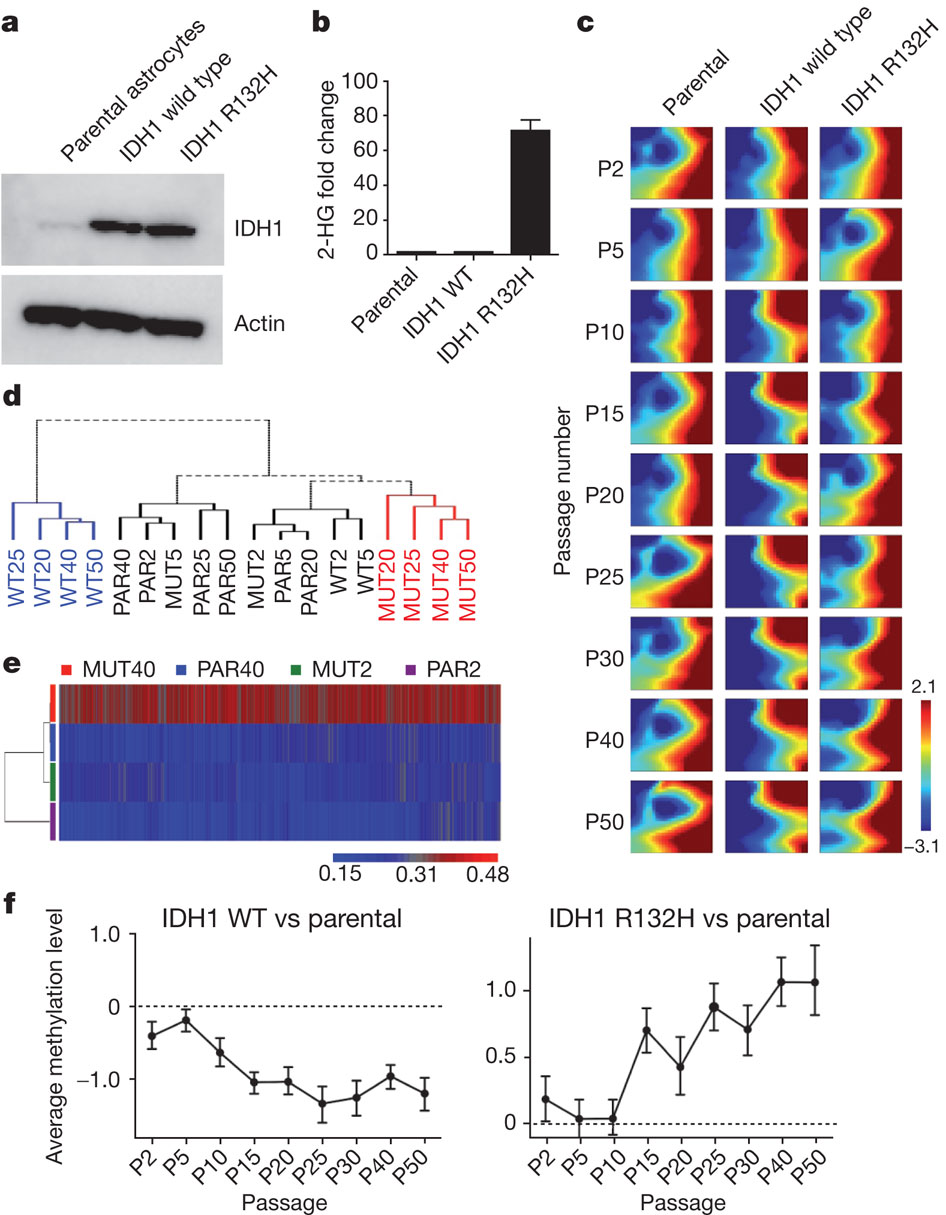 a
Parental astrocytes
IDH1 wild type
IDH1 R132H
IDH1
Actin
b
2-HG fold change
100
80
60
40
20
0
Parental
IDH1 WT
IDH1 R132H
c
Parental
IDH1 wild type
IDH1 R132H
Passage number
P2
P5
P10
P15
P20
P25
P30
P40
P50
2.1
−3.1
d
WT25
WT20
WT40
WT50
PAR40
PAR2
MUT5
PAR25
PAR50
MUT2
PAR5
PAR20
WT2
WT5
MUT20
MUT25
MUT40
MUT50
e
MUT40 PAR40 MUT2 PAR2
0.15 0.31 0.48
f
IDH1 WT vs parental
Average methylation level
1.0
0
−1.0
P2 P5 P10 P15 P20 P25 P30 P40 P50
Passage
IDH1 R132H vs parental
1.0
0.5
0
P2 P5 P10 P15 P20 P25 P30 P40 P50
Passage